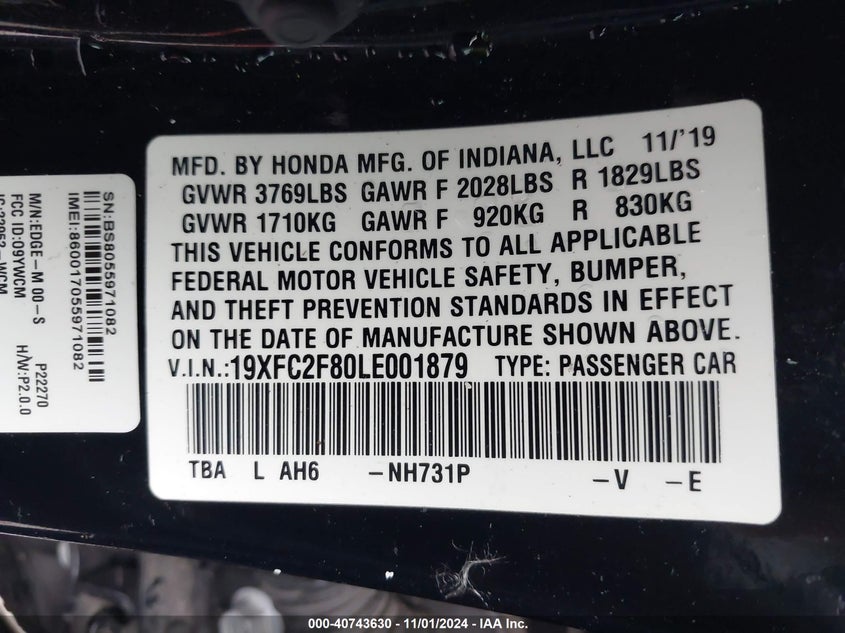 MFD. BY HONDA MFG. OF INDIANA, LLC 11/'19
GVWR 3769LBS GAWR F 2028LBS R 1829LBS
GVWR 1710KG GAWR F 920KG R 830KG
THIS VEHICLE CONFORMS TO ALL APPLICABLE
FEDERAL MOTOR VEHICLE SAFETY, BUMPER,
AND THEFT PREVENTION STANDARDS IN EFFECT
ON THE DATE OF MANUFACTURE SHOWN ABOVE.
V.I.N.:19XFC2F80LE001879 TYPE: PASSENGER CAR
TBA L AH6 -NH731P -V -E
SN:BS8055971082
IMEI:860017055971082
M/N:EDGE-M 00-S P22270
FCC ID:O9YWCM H/W:P2.0.0
000-40743630 - 11/01/2024 - IAA Inc.